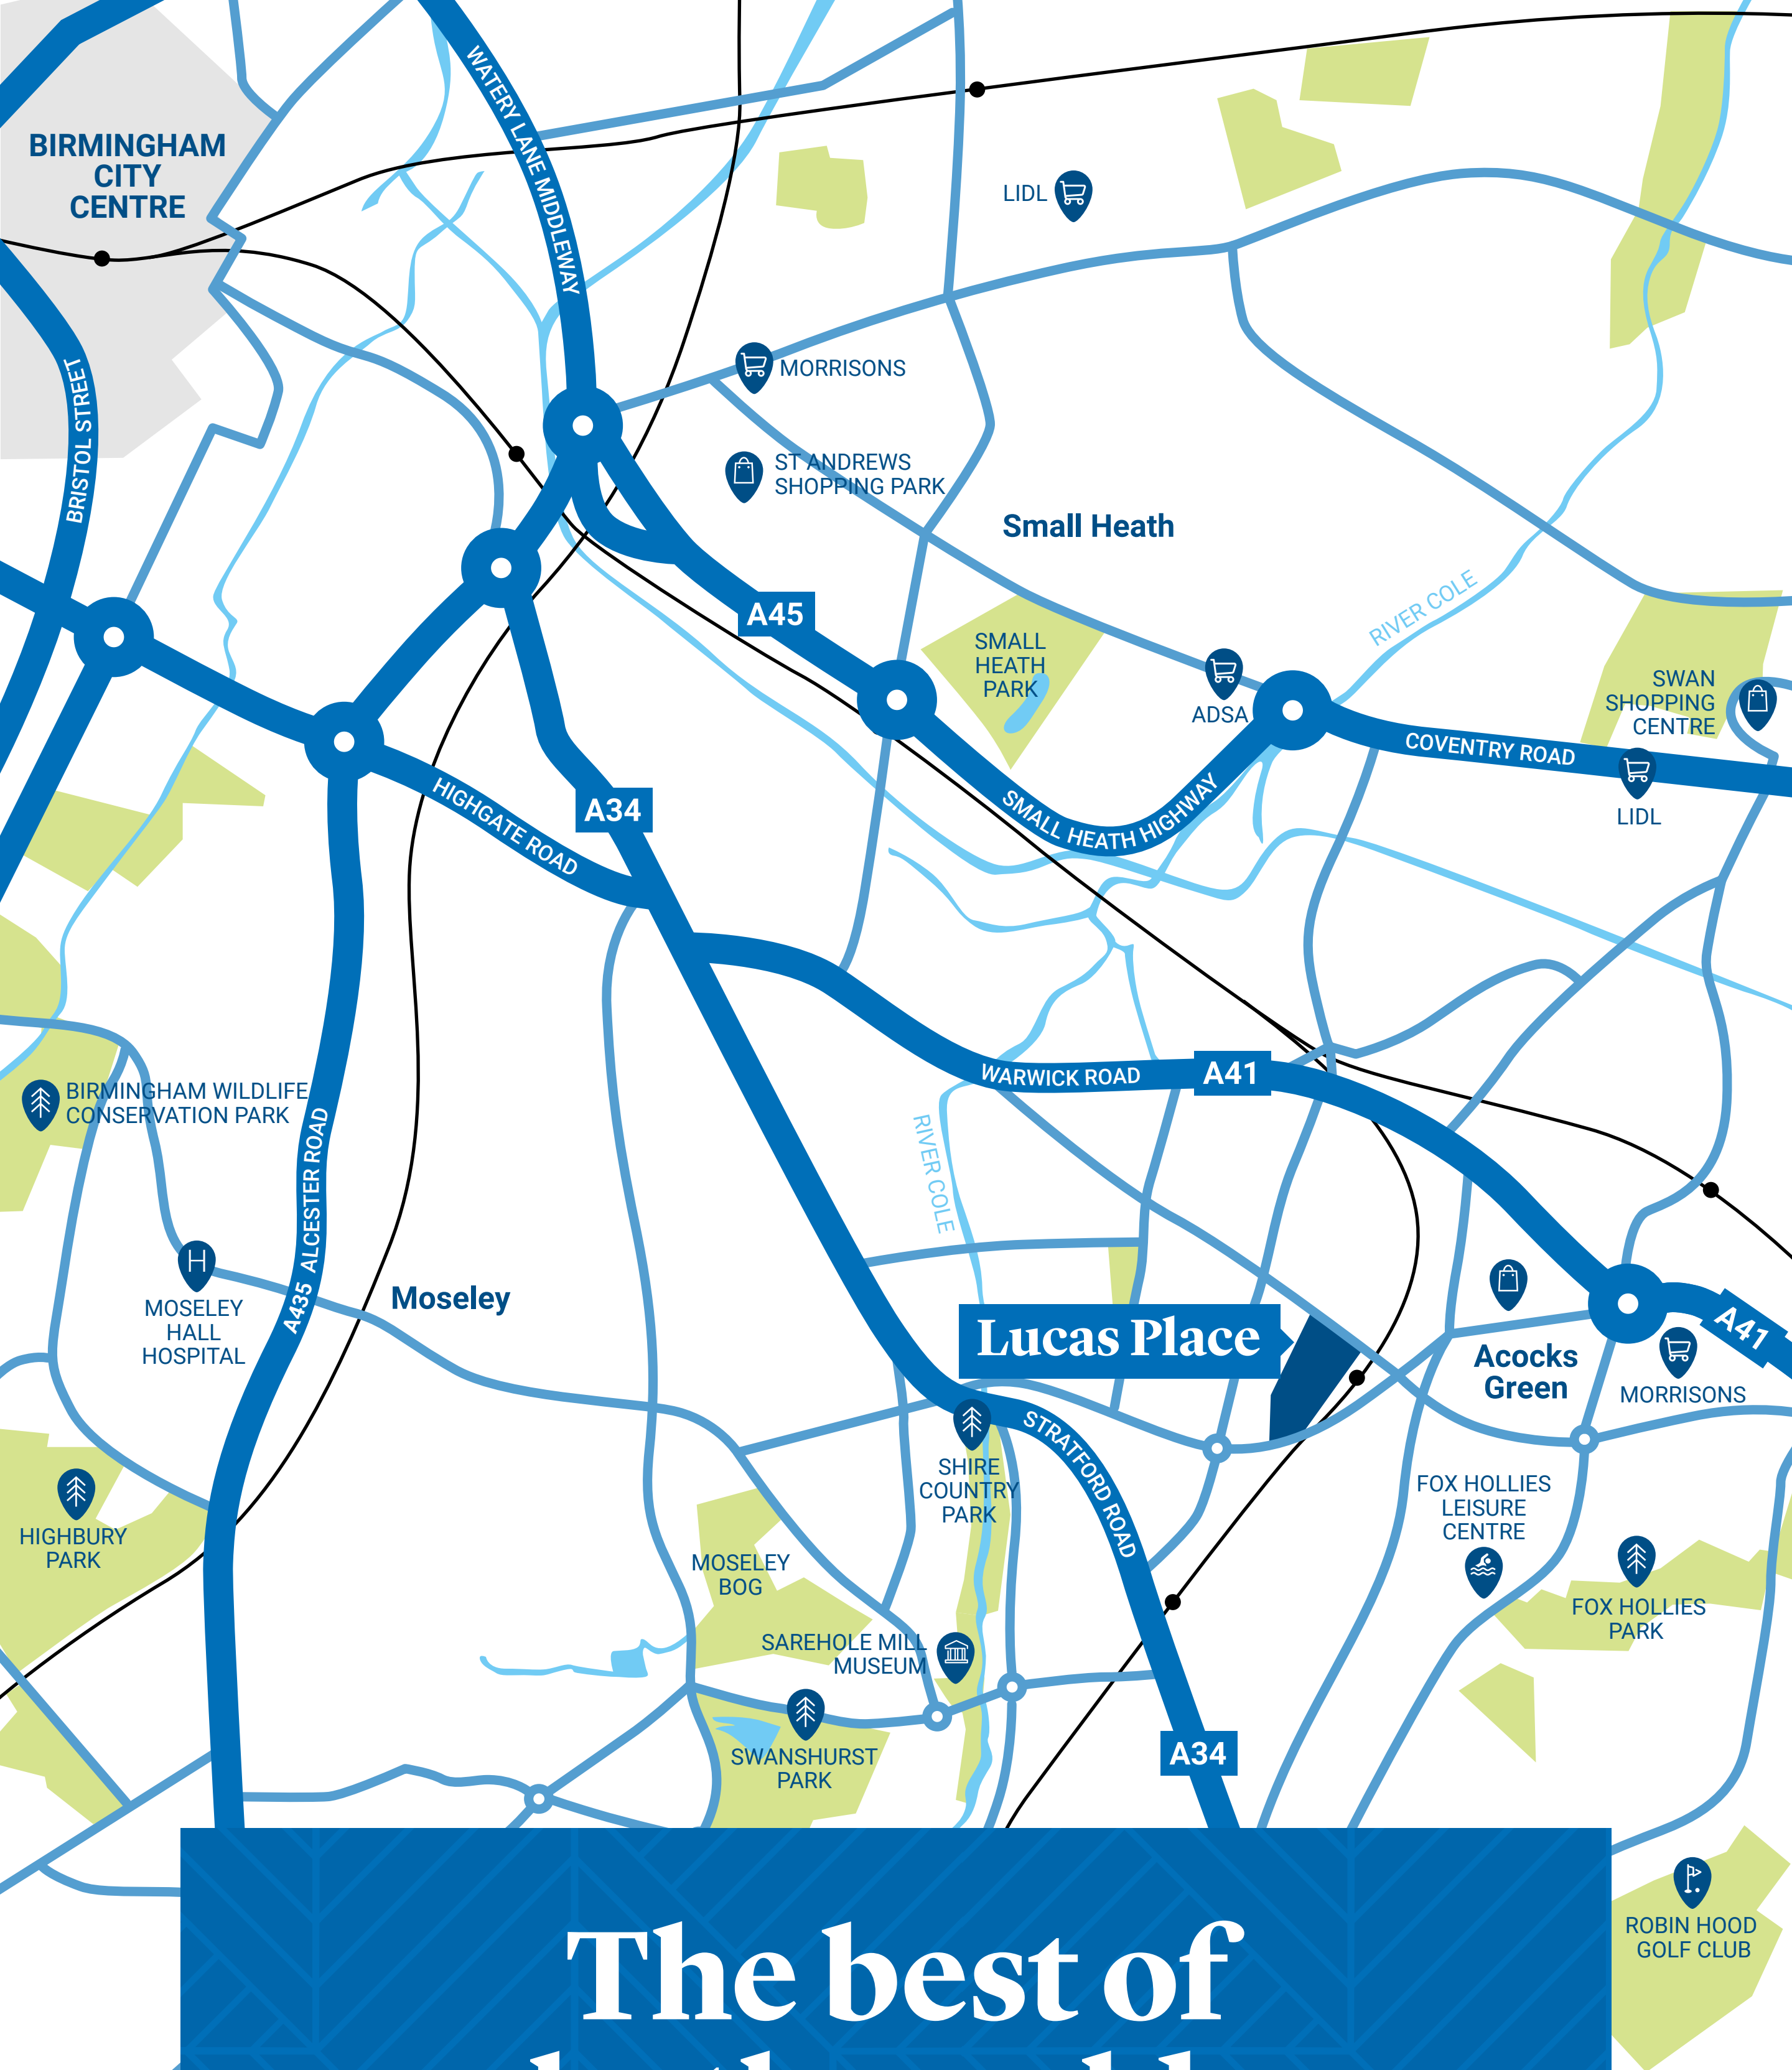 BIRMINGHAM
CITY
CENTRE
WATERY LANE MIDDLEWAY
LIDL
BRISTOL STREET
MORRISONS
ST ANDREWS
SHOPPING PARK
Small Heath
A45
RIVER COLE
SMALL
HEATH
PARK
ADSA
SWAN
SHOPPING
CENTRE
COVENTRY ROAD
LIDL
SMALL HEATH HIGHWAY
A34
HIGHGATE ROAD
WARWICK ROAD
A41
BIRMINGHAM WILDLIFE
CONSERVATION PARK
RIVER COLE
A435 ALCESTER ROAD
MOSELEY
HALL
HOSPITAL
Moseley
Lucas Place
A41
Acocks
Green
MORRISONS
STRATFORD ROAD
SHIRE
COUNTRY
PARK
FOX HOLLIES
LEISURE
CENTRE
HIGHBURY
PARK
MOSELEY
BOG
FOX HOLLIES
PARK
SAREHOLE MILL
MUSEUM
SWANSHURST
PARK
A34
ROBIN HOOD
GOLF CLUB
The best of